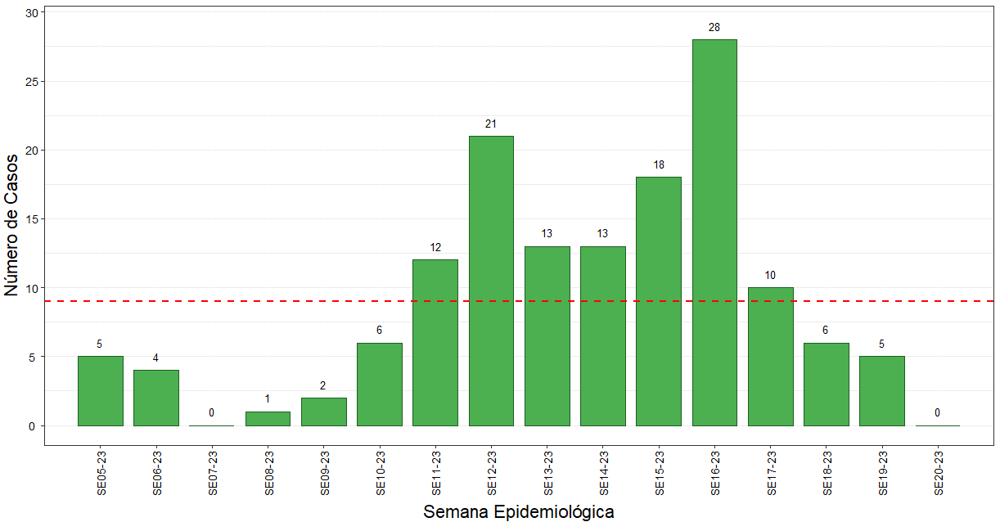 Número de Casos
30
25
20
15
10
5
0
5
4
0
1
2
6
12
21
13
13
18
28
10
6
5
0
SE05-23
SE06-23
SE07-23
SE08-23
SE09-23
SE10-23
SE11-23
SE12-23
SE13-23
SE14-23
SE15-23
SE16-23
SE17-23
SE18-23
SE19-23
SE20-23
Semana Epidemiológica